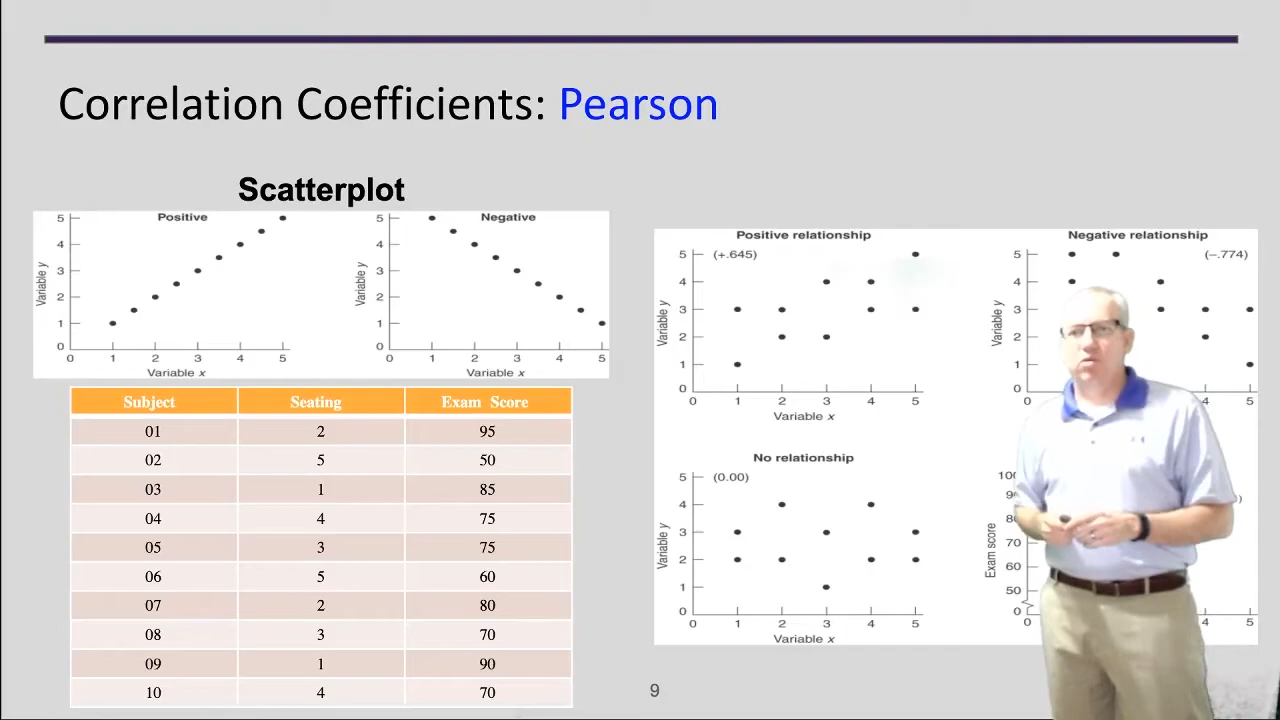 Correlation Coefficients: Pearson
Scatterplot
Positive
5
4
3
2
1
0
Variable y
0 1 2 3 4 5
Variable x
Negative
5
4
3
2
1
0
Variable y
0 1 2 3 4 5
Variable x
Subject Seating Exam Score
01 2 95
02 5 50
03 1 85
04 4 75
05 3 75
06 5 60
07 2 80
08 3 70
09 1 90
10 4 70
Positive relationship
(+.645)
5
4
3
2
1
0
Variable y
0 1 2 3 4 5
Variable x
Negative relationship
(−.774)
5
4
3
2
1
0
Variable y
0 4 5
No relationship
(0.00)
5
4
3
2
1
0
Variable y
0 1 2 3 4 5
Variable x
70
60
50
0
Exam score
0 4 5
9